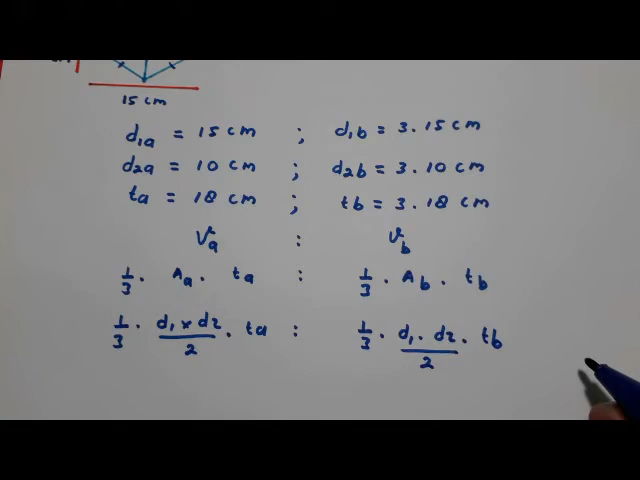 15 cm
d1a = 15 cm ; d1b = 3. 15 cm
d2a = 10 cm ; d2b = 3. 10 cm
ta = 18 cm ; tb = 3. 18 cm
Va : Vb
1/3 . Aa . ta : 1/3 . Ab . tb
1/3 . d1 x d2/2 . ta : 1/3 . d1 . d2/2 . tb